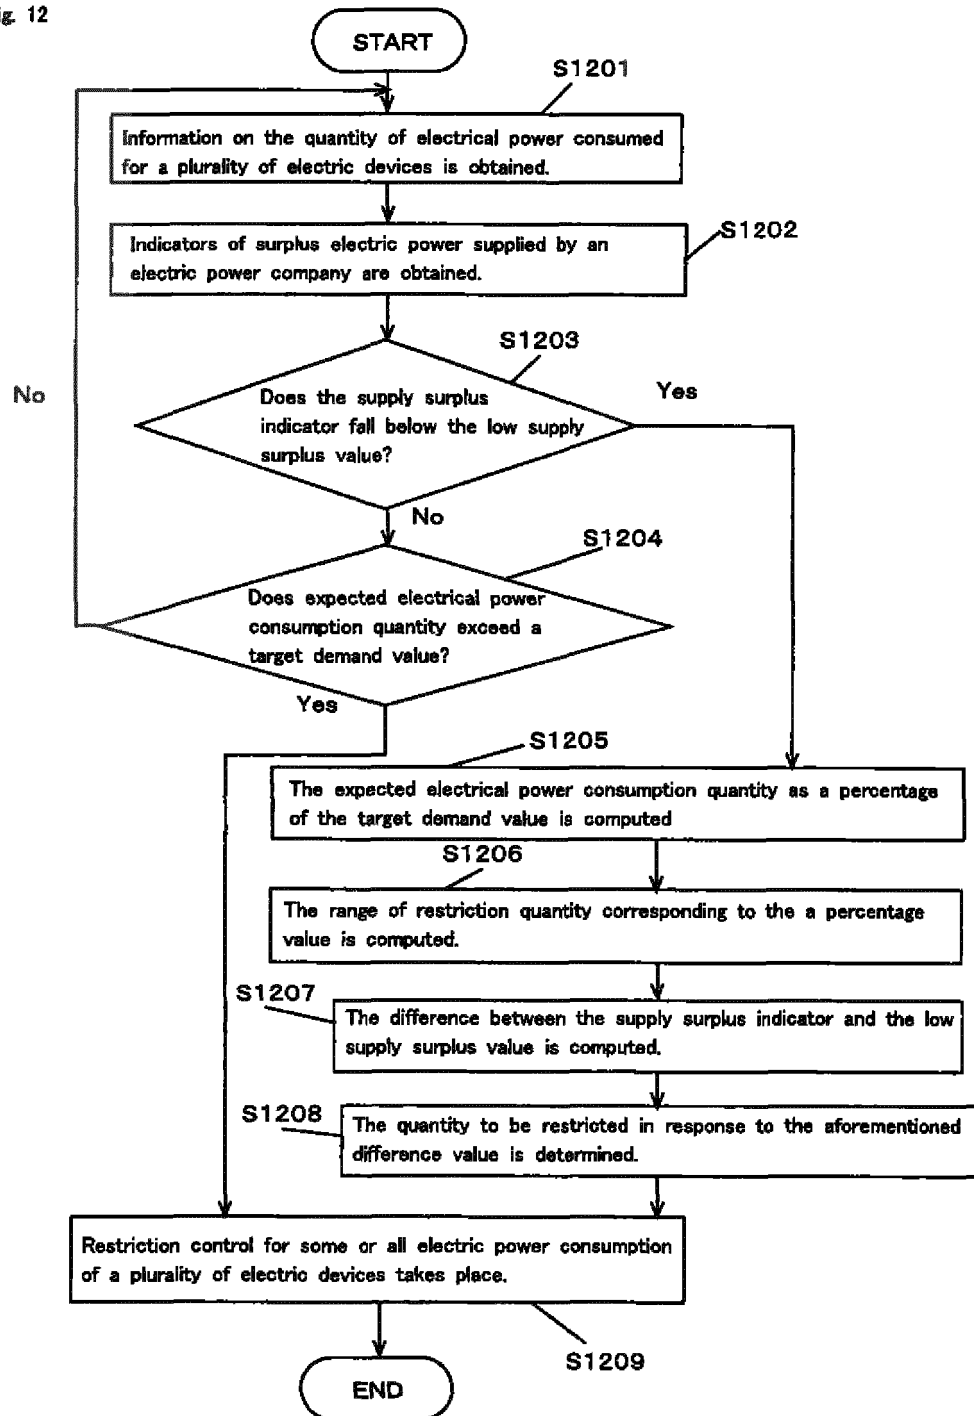 ig. 12
START
S1201
Information on the quantity of electrical power consumed
for a plurality of electric devices is obtained.
S1202
Indicators of surplus electric power supplied by an
electric power company are obtained.
S1203
Does the supply surplus
indicator fall below the low supply
surplus value?
Yes
No
No
S1204
Does expected electrical power
consumption quantity exceed a
target demand value?
Yes
S1205
The expected electrical power consumption quantity as a percentage
of the target demand value is computed
S1206
The range of restriction quantity corresponding to the a percentage
value is computed.
S1207
The difference between the supply surplus indicator and the low
supply surplus value is computed.
S1208
The quantity to be restricted in response to the aforementioned
difference value is determined.
Restriction control for some or all electric power consumption
of a plurality of electric devices takes place.
S1209
END